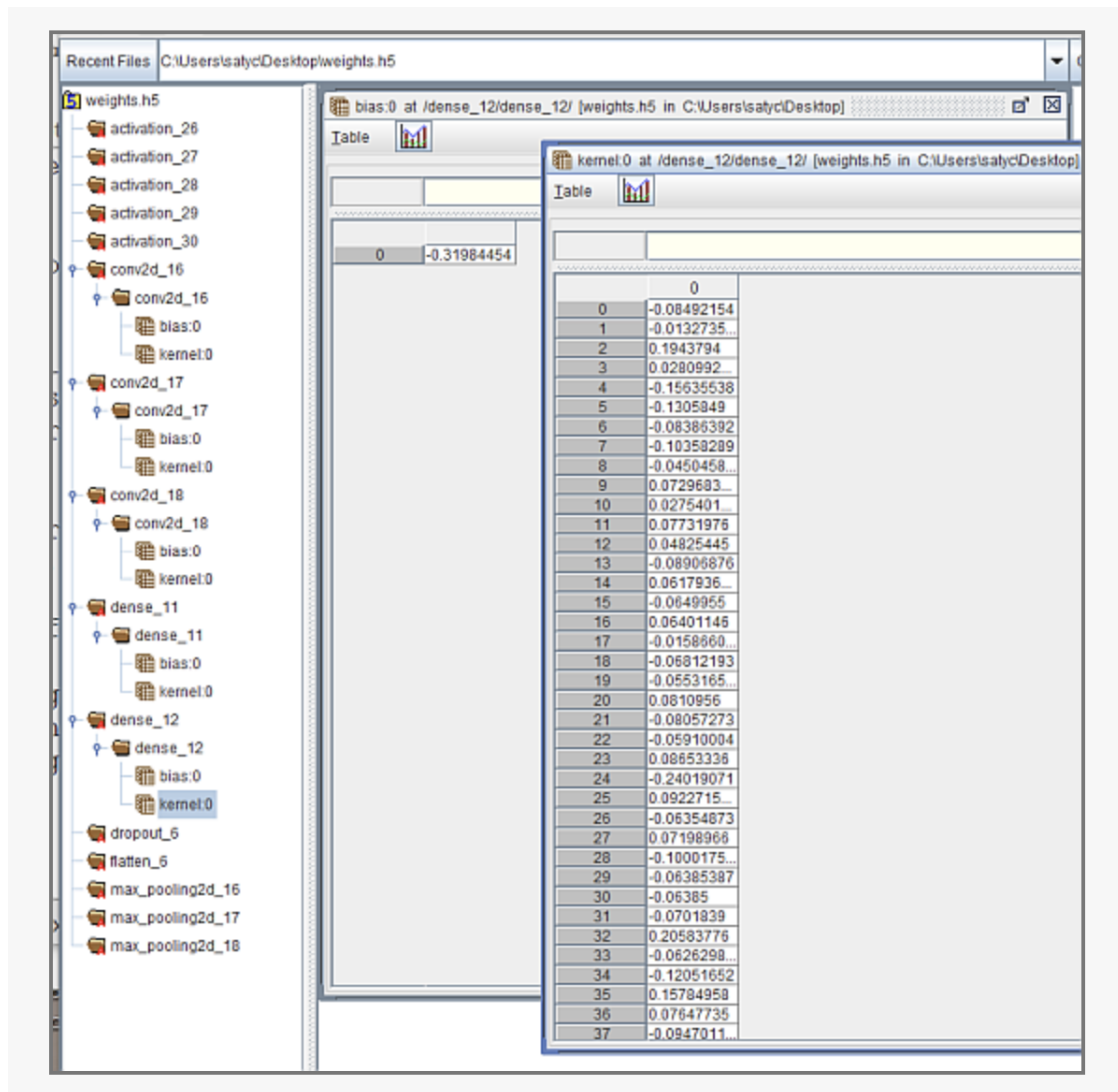 Recent Files C:\Users\satyc\Desktop\weights.h5
weights.h5
activation_26
activation_27
activation_28
activation_29
activation_30
conv2d_16
conv2d_16
bias:0
kernel:0
conv2d_17
conv2d_17
bias:0
kernel:0
conv2d_18
conv2d_18
bias:0
kernel:0
dense_11
dense_11
bias:0
kernel:0
dense_12
dense_12
bias:0
kernel:0
dropout_6
flatten_6
max_pooling2d_16
max_pooling2d_17
max_pooling2d_18
bias:0 at /dense_12/dense_12/ [weights.h5 in C:\Users\satyc\Desktop]
Table
0 -0.31984454
kernel:0 at /dense_12/dense_12/ [weights.h5 in C:\Users\satyc\Desktop]
Table
0
0 -0.08492154
1 -0.0132735...
2 0.1943794
3 0.0280992...
4 -0.15635538
5 -0.1305849
6 -0.08386392
7 -0.10358289
8 -0.0450458...
9 0.0729683...
10 0.0275401...
11 0.07731976
12 0.04825445
13 -0.08906876
14 0.0617936...
15 -0.0649955
16 0.06401146
17 -0.0158660...
18 -0.06812193
19 -0.0553165...
20 0.0810956
21 -0.08057273
22 -0.05910004
23 0.08653336
24 -0.24019071
25 0.0922715...
26 -0.06354873
27 0.07198966
28 -0.1000175...
29 -0.06385387
30 -0.06385
31 -0.0701839
32 0.20583776
33 -0.0626298...
34 -0.12051652
35 0.15784958
36 0.07647735
37 -0.0947011...